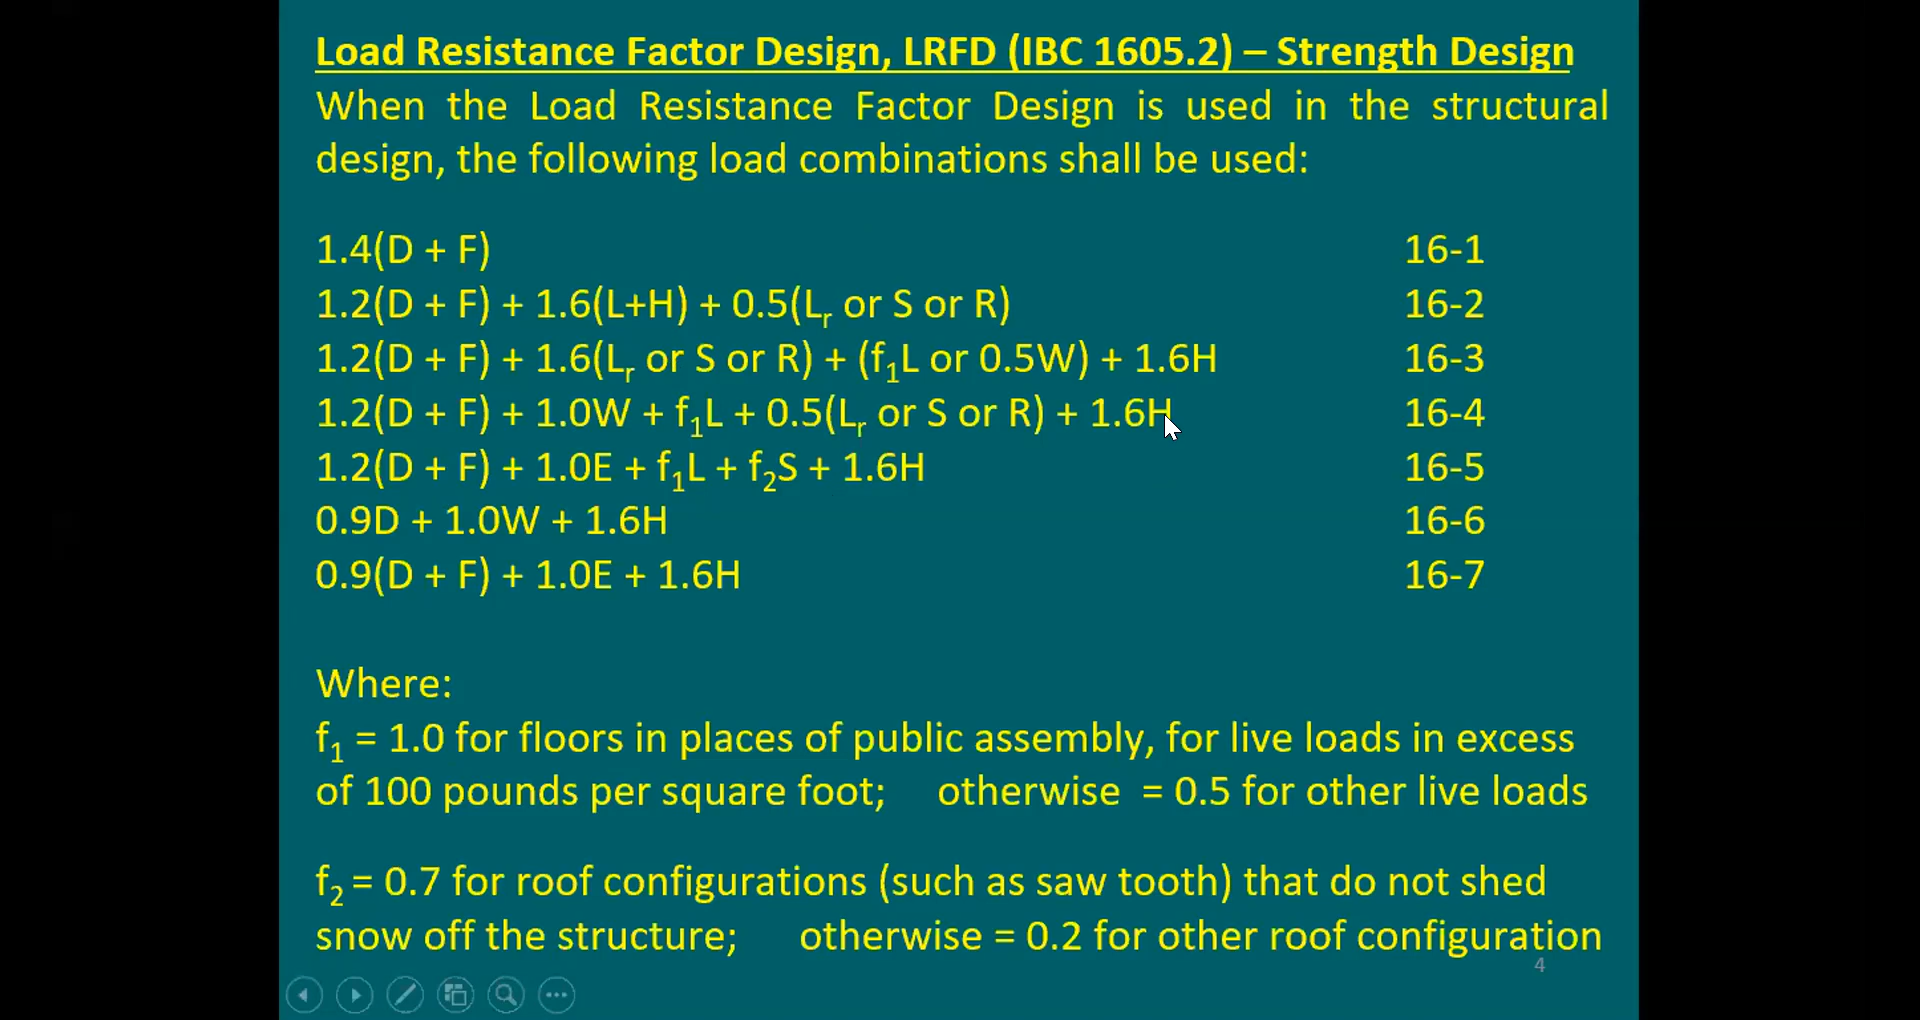 Load Resistance Factor Design, LRFD (IBC 1605.2) – Strength Design
When the Load Resistance Factor Design is used in the structural
design, the following load combinations shall be used:
1.4(D + F) 16-1
1.2(D + F) + 1.6(L+H) + 0.5(Lr or S or R) 16-2
1.2(D + F) + 1.6(Lr or S or R) + (f1L or 0.5W) + 1.6H 16-3
1.2(D + F) + 1.0W + f1L + 0.5(Lr or S or R) + 1.6H 16-4
1.2(D + F) + 1.0E + f1L + f2S + 1.6H 16-5
0.9D + 1.0W + 1.6H 16-6
0.9(D + F) + 1.0E + 1.6H 16-7
Where:
f1 = 1.0 for floors in places of public assembly, for live loads in excess
of 100 pounds per square foot; otherwise = 0.5 for other live loads
f2 = 0.7 for roof configurations (such as saw tooth) that do not shed
snow off the structure; otherwise = 0.2 for other roof configuration
4